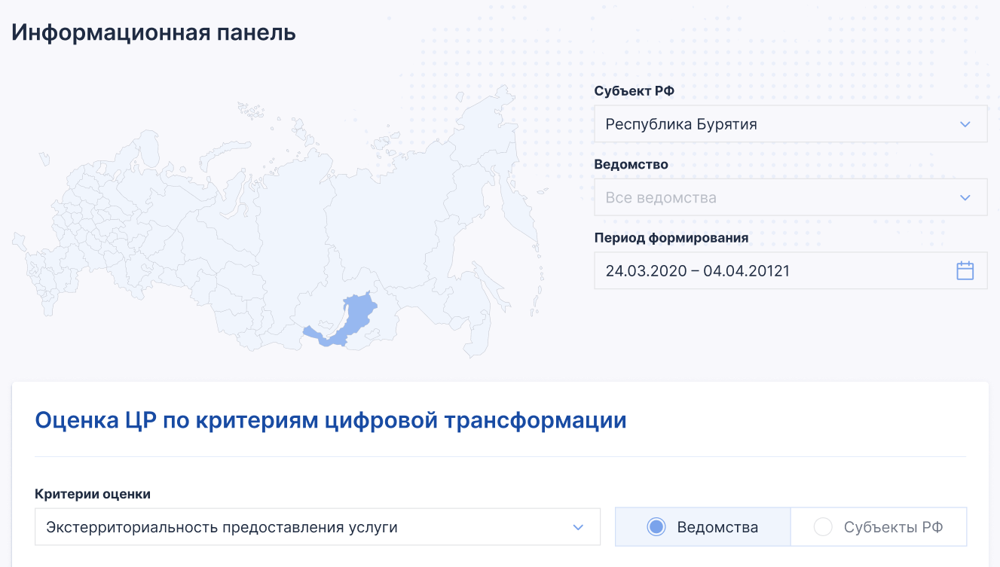 Информационная панель
Субъект РФ
Республика Бурятия
Ведомство
Все ведомства
Период формирования
24.03.2020 – 04.04.20121
Оценка ЦР по критериям цифровой трансформации
Критерии оценки
Экстерриториальность предоставления услуги
Ведомства
Субъекты РФ